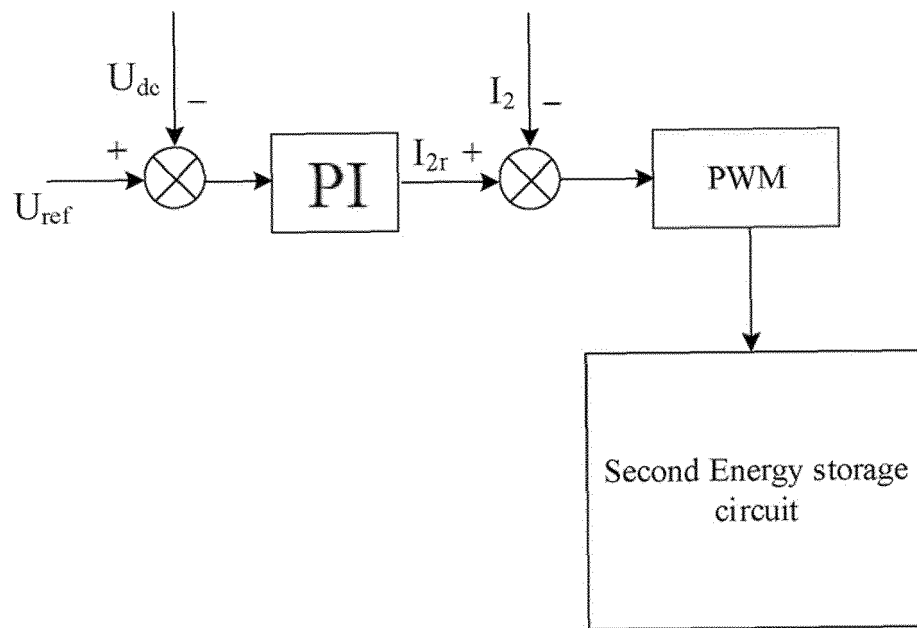 U_dc
−
I_2
−
+
PI
I_2r
+
PWM
U_ref
Second Energy storage
circuit